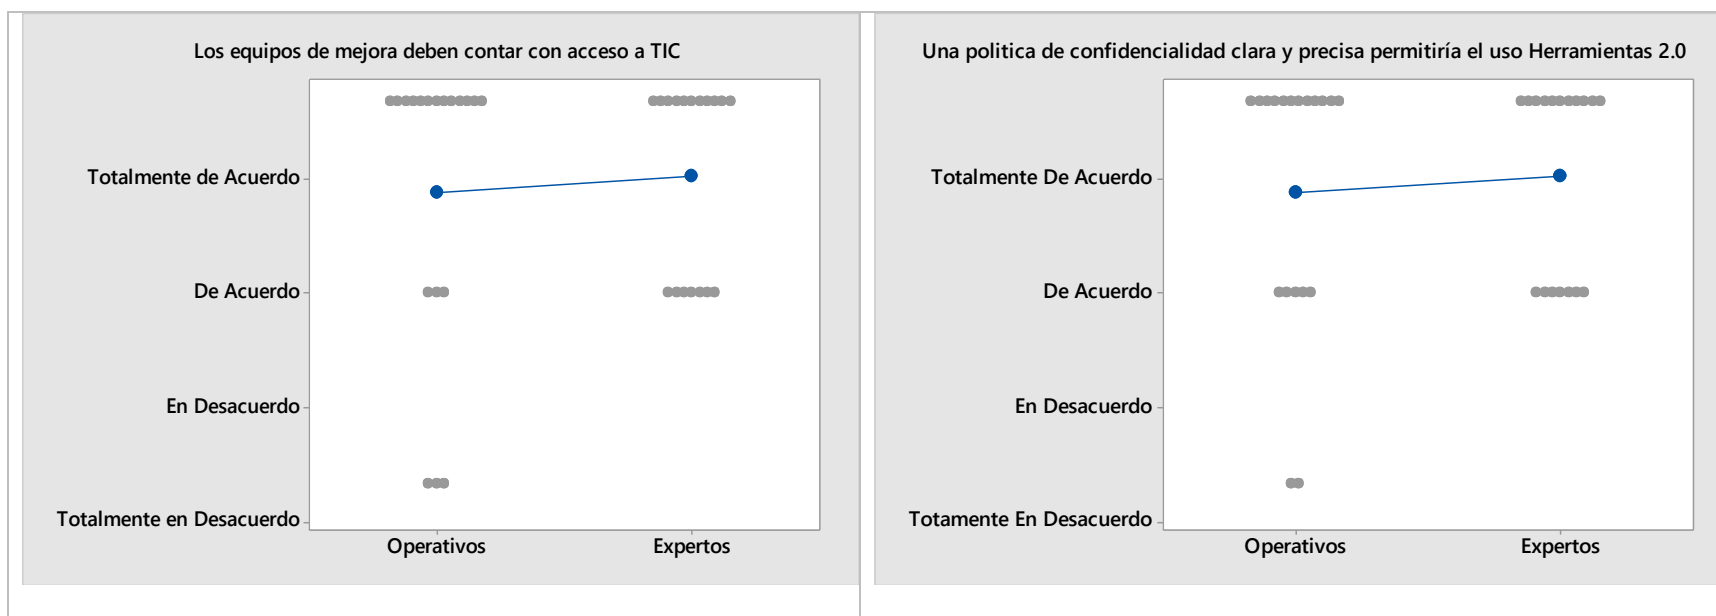 Los equipos de mejora deben contar con acceso a TIC
Totalmente de Acuerdo
De Acuerdo
En Desacuerdo
Totalmente en Desacuerdo
Operativos Expertos
Una politica de confidencialidad clara y precisa permitiría el uso Herramientas 2.0
Totalmente De Acuerdo
De Acuerdo
En Desacuerdo
Totamente En Desacuerdo
Operativos Expertos